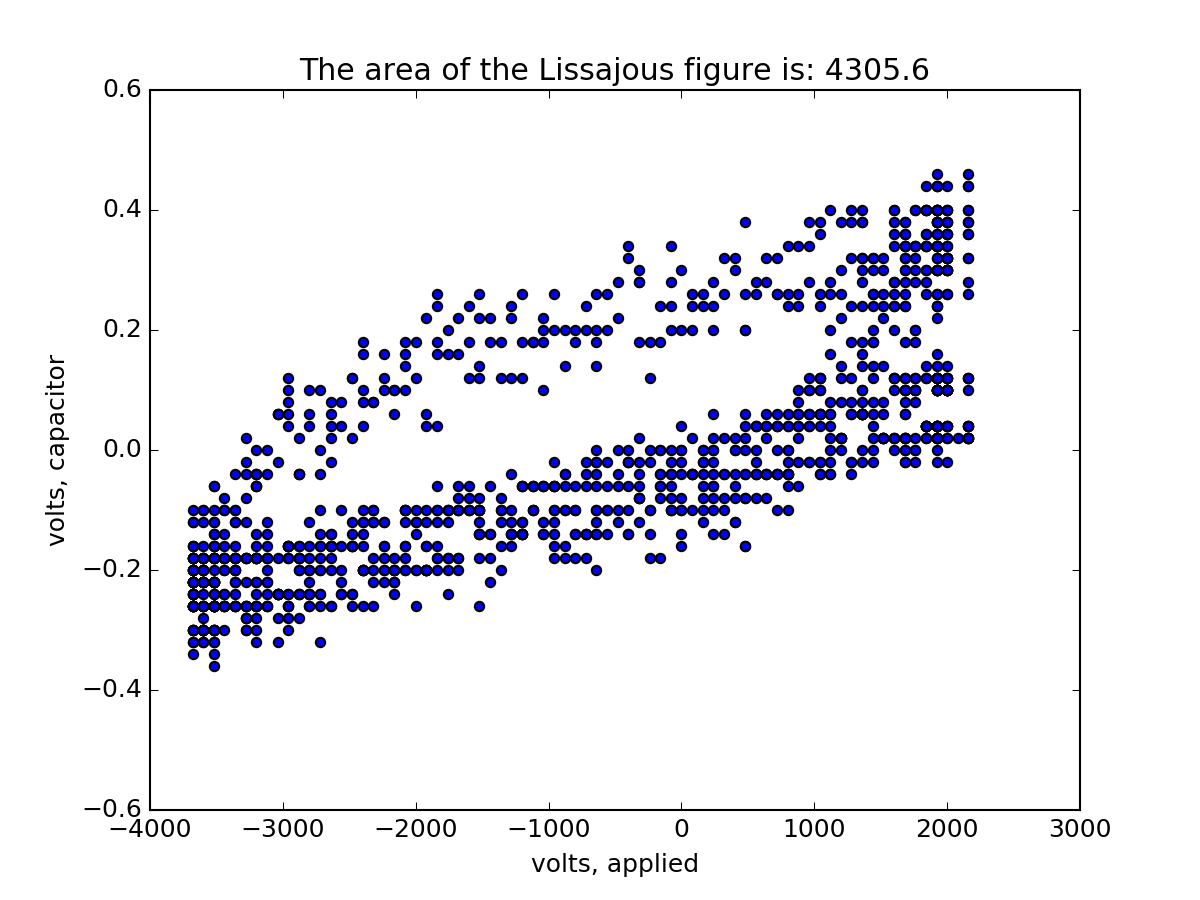 The area of the Lissajous figure is: 4305.6
0.6
0.4
0.2
0.0
−0.2
−0.4
−0.6
volts, capacitor
−4000 −3000 −2000 −1000 0 1000 2000 3000
volts, applied